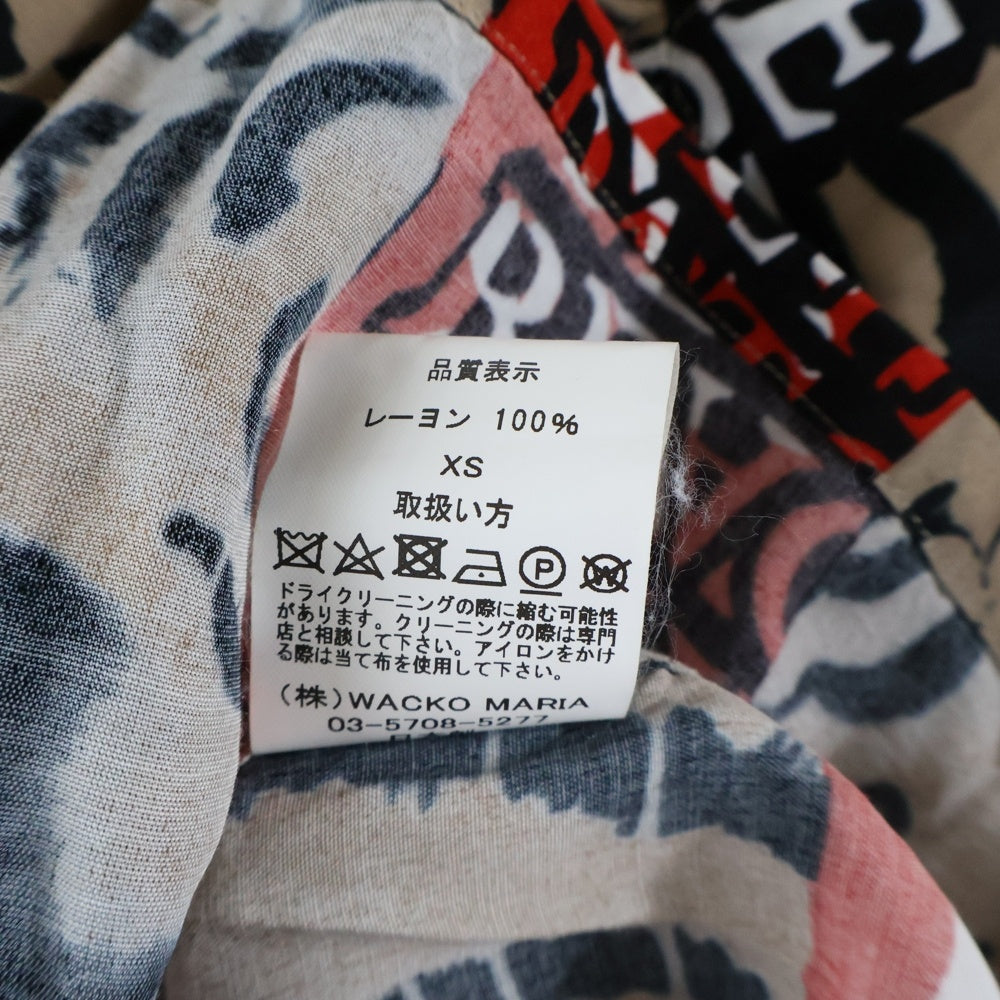 品質表示
レーヨン 100%
XS
取扱い方
P W
ドライクリーニングの際に縮む可能性
があります。クリーニングの際は専門
店と相談して下さい。アイロンをかけ
る際は当て布を使用して下さい。
(株)WACKO MARIA
03-5708-5277